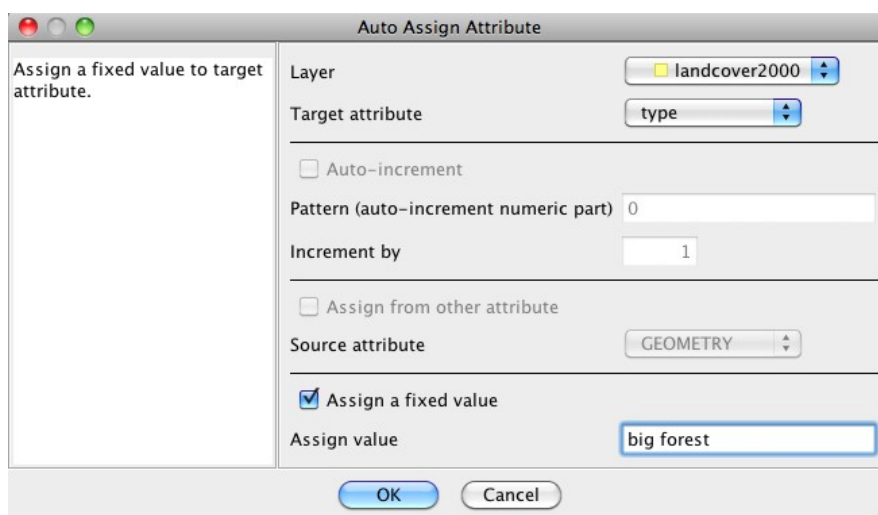 Auto Assign Attribute
Assign a fixed value to target
attribute.
Layer
landcover2000
Target attribute
type
Auto-increment
Pattern (auto-increment numeric part)
0
Increment by
1
Assign from other attribute
Source attribute
GEOMETRY
Assign a fixed value
Assign value
big forest
OK
Cancel